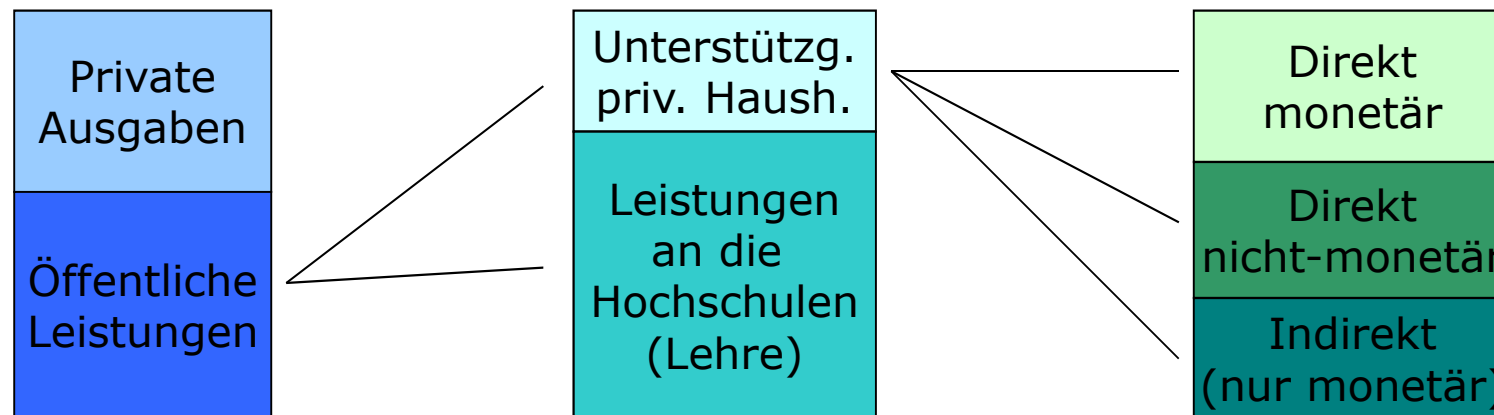 Private
Ausgaben
Öffentliche
Leistungen
Unterstützg.
priv. Haush.
Leistungen
an die
Hochschulen
(Lehre)
Direkt
monetär
Direkt
nicht-monetär
Indirekt
(nur monetär)